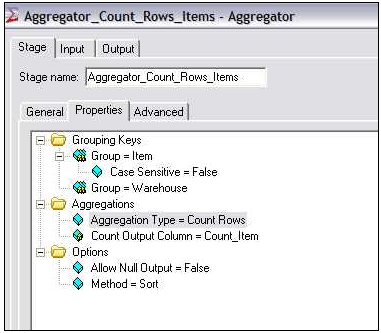 Aggregator_Count_Rows_Items - Aggregator
Stage Input Output
Stage name: Aggregator_Count_Rows_Items
General Properties Advanced
Grouping Keys
Group = Item
Case Sensitive = False
Group = Warehouse
Aggregations
Aggregation Type = Count Rows
Count Output Column = Count_Item
Options
Allow Null Output = False
Method = Sort